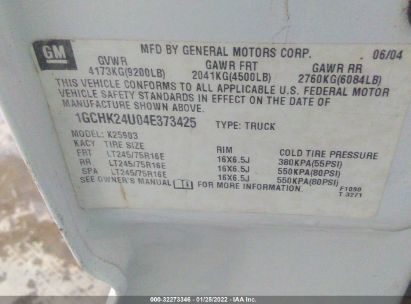 GM
MFD BY GENERAL MOTORS CORP. 06/04
GVWR GAWR FRT GAWR RR
4173KG(9200LB) 2041KG(4500LB) 2760KG(6084LB)
THIS VEHICLE CONFORMS TO ALL APPLICABLE U.S. FEDERAL MOTOR
VEHICLE SAFETY STANDARDS IN EFFECT ON THE DATE OF
MANUFACTURE SHOWN ABOVE.
1GCHK24U04E373425 TYPE: TRUCK
MODEL: K25903
KACY TIRE SIZE RIM COLD TIRE PRESSURE
FRT LT245/75R16E 16X6.5J 380KPA(55PSI)
RR LT245/75R16E 16X6.5J 550KPA(80PSI)
SPA LT245/75R16E 16X6.5J 550KPA(80PSI)
SEE OWNER'S MANUAL FOR MORE INFORMATION.
T.3271
000-32273346 - 01/25/2022 - IAA